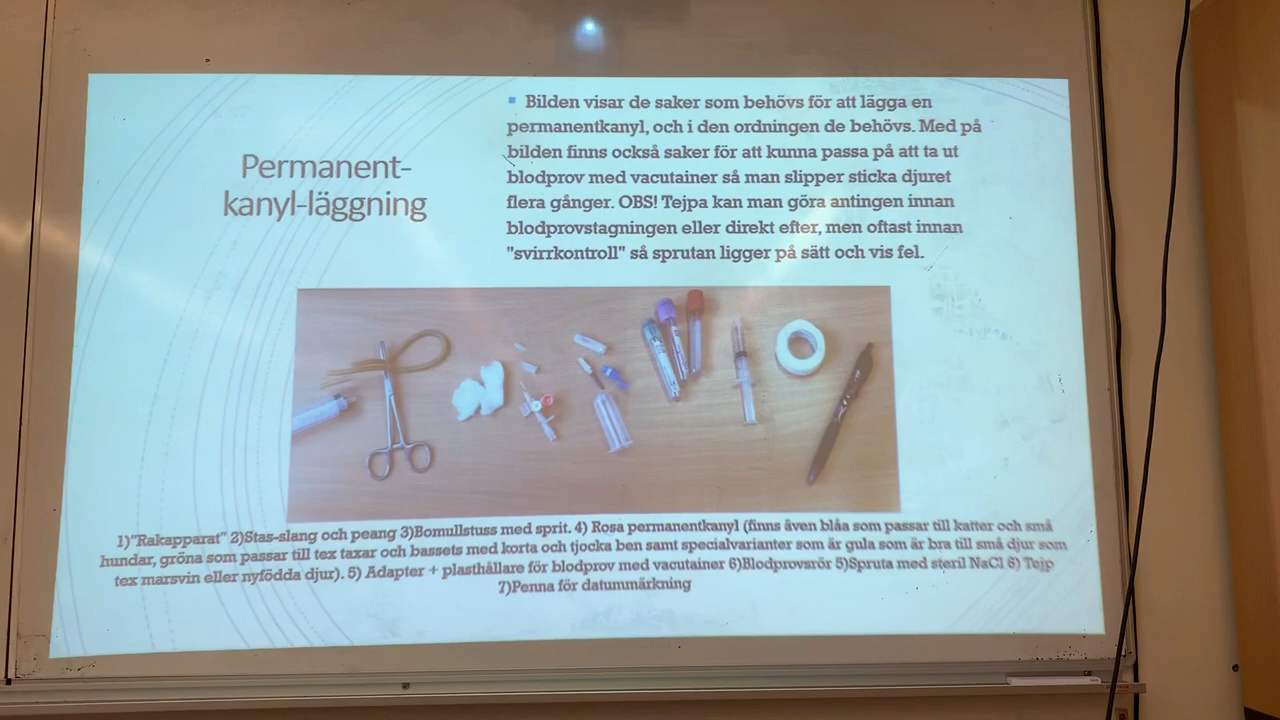 Permanent-
kanyl-läggning
Bilden visar de saker som behövs för att lägga en
permanentkanyl, och i den ordningen de behövs. Med på
bilden finns också saker för att kunna passa på att ta ut
blodprov med vacutainer så man slipper sticka djuret
flera gånger. OBS! Tejpa kan man göra antingen innan
blodprovstagningen eller direkt efter, men oftast innan
"svirrkontroll" så sprutan ligger på sätt och vis fel.
1)"Rakapparat" 2)Stas-slang och peang 3)Bomullstuss med sprit. 4) Rosa permanentkanyl (finns även blåa som passar till katter och små
hundar, gröna som passar till tex taxar och bassets med korta och tjocka ben samt specialvarianter som är gula som är bra till små djur som
tex marsvin eller nyfödda djur). 5) Adapter + plasthållare för blodprov med vacutainer 6)Blodprovsrör 5)Spruta med steril NaCl 6) Tejp
7)Penna för datummärkning